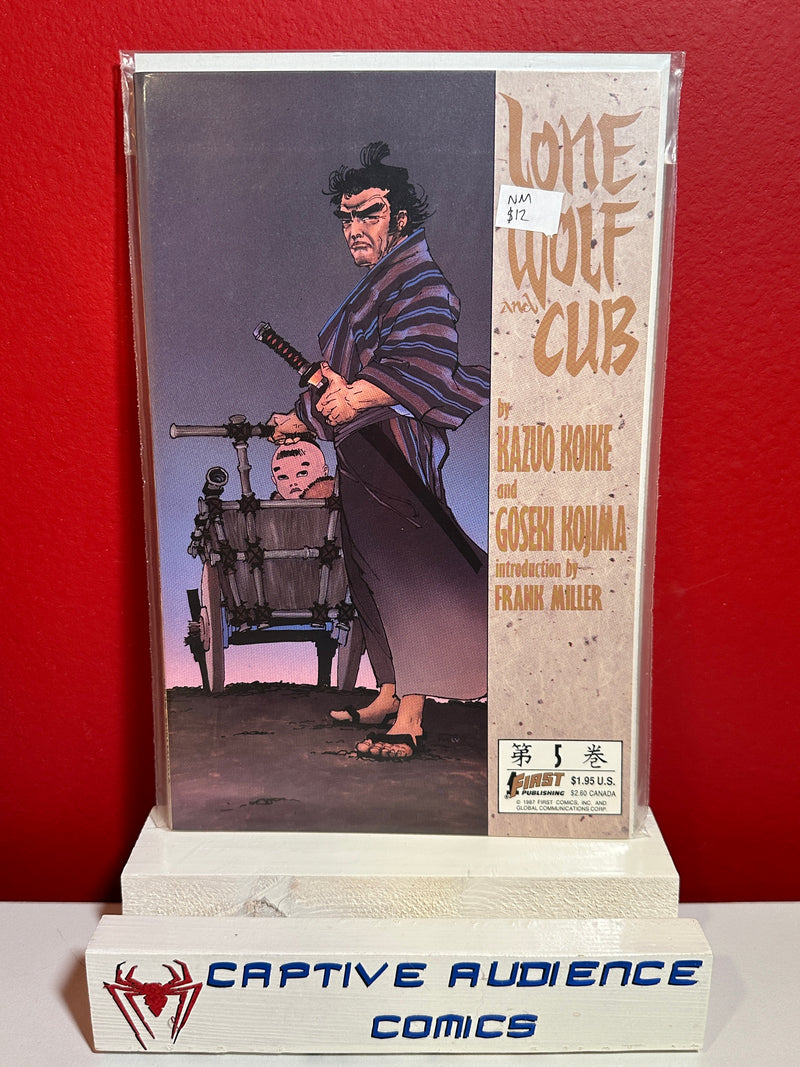 LONE
WOLF
and
CUB
NM
$12
by
KAZUO KOIKE
and
GOSEKI KOJIMA
introduction by
FRANK MILLER
第 5 巻
FIRST
PUBLISHING
$1.95 U.S.
$2.60 CANADA
© 1987 FIRST COMICS, INC. AND
GLOBAL COMMUNICATIONS CORP.
CAPTIVE AUDIENCE
COMICS